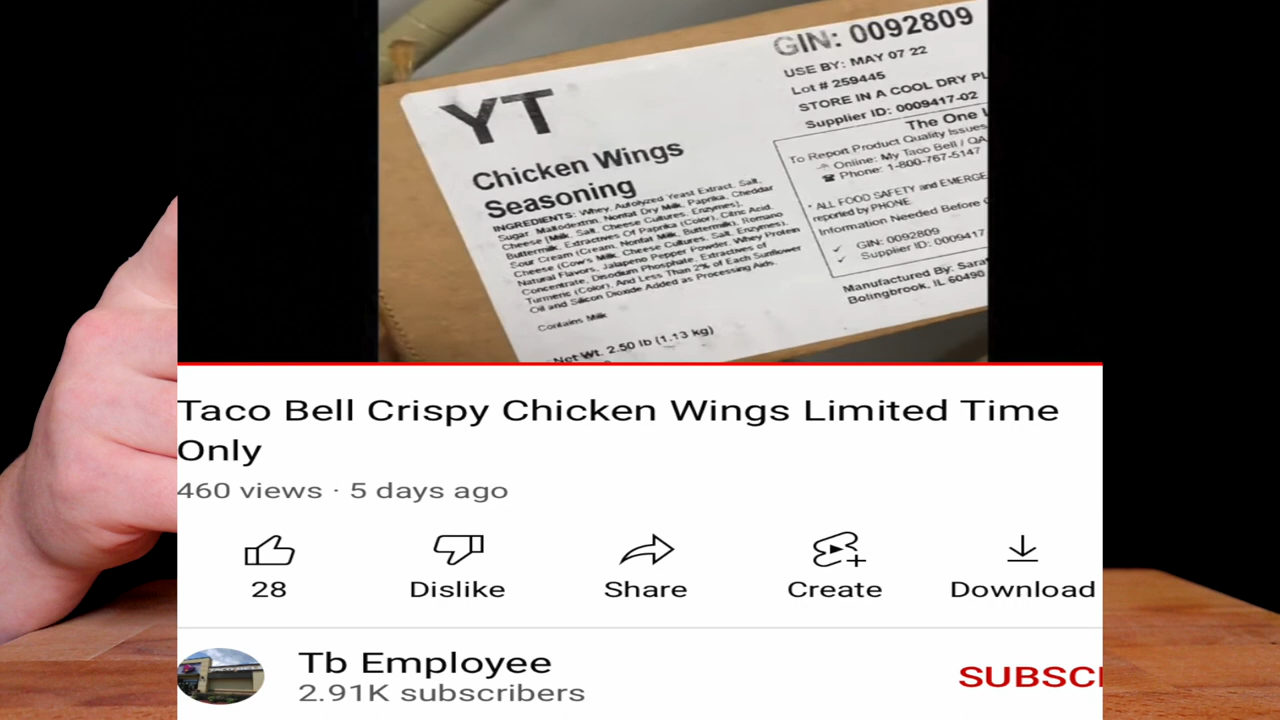 YT
Chicken Wings
Seasoning
INGREDIENTS: Whey, Autolyzed Yeast Extract, Salt,
Sugar, Maltodextrin, Nonfat Dry Milk, Paprika, Cheddar
Cheese [Milk, Salt, Cheese Cultures, Enzymes],
Buttermilk, Extractives Of Paprika (Color), Citric Acid,
Sour Cream (Cream, Nonfat Milk, Buttermilk), Romano
Cheese (Cow's Milk, Cheese Cultures, Salt, Enzymes),
Natural Flavors, Jalapeno Pepper Powder, Whey Protein
Concentrate, Disodium Phosphate, Extractives of
Turmeric (Color), And Less Than 2% of Each Sunflower
Oil and Silicon Dioxide Added as Processing Aids.
Contains Milk
Net Wt. 2.50 lb (1.13 kg)
GIN: 0092809
USE BY: MAY 07 22
Lot # 259445
STORE IN A COOL DRY PL
Supplier ID: 0009417-02
The One
To Report Product Quality Issues
Online: My Taco Bell / QA
Phone: 1-800-767-5147
* ALL FOOD SAFETY and EMERGE
reported by PHONE.
Information Needed Before
GIN: 0092809
Supplier ID: 0009417
Manufactured By: Sarat
Bolingbrook, IL 60490
Taco Bell Crispy Chicken Wings Limited Time
Only
460 views · 5 days ago
28 Dislike Share Create Download
Tb Employee
2.91K subscribers
SUBSC